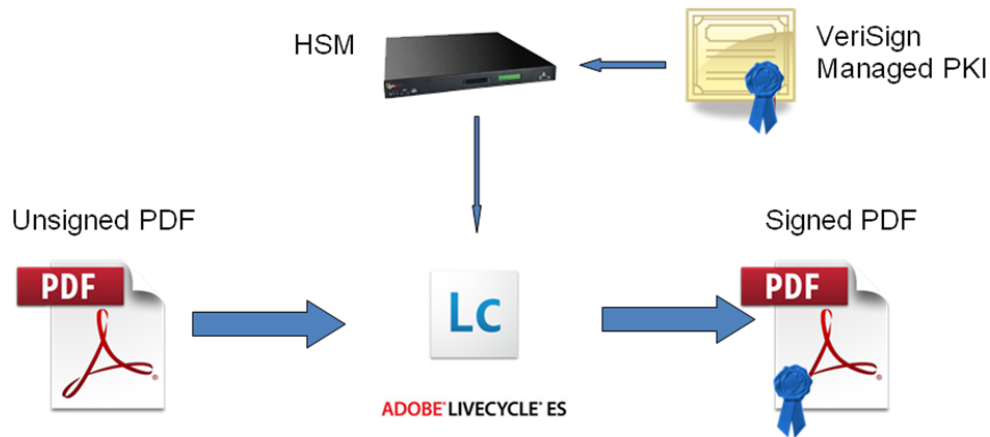 HSM
VeriSign
Managed PKI
Unsigned PDF
Signed PDF
PDF
PDF
Lc
ADOBE® LIVECYCLE® ES